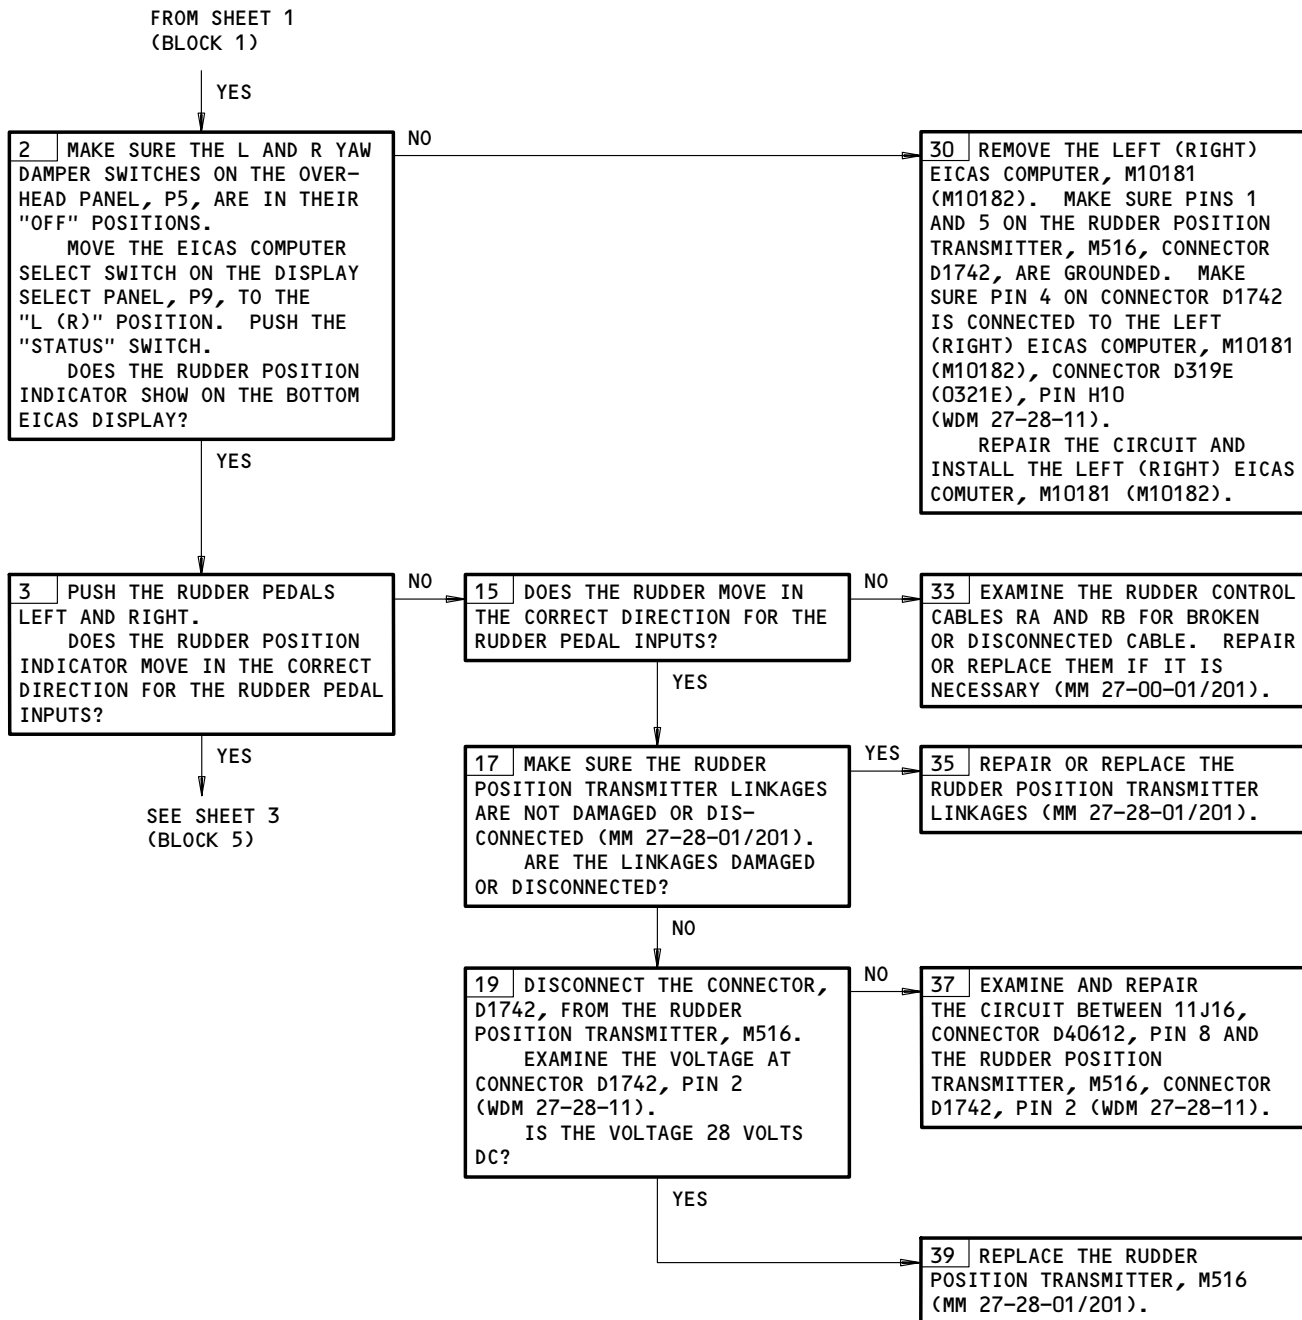 FROM SHEET 1
(BLOCK 1)
YES
2 MAKE SURE THE L AND R YAW
DAMPER SWITCHES ON THE OVER-
HEAD PANEL, P5, ARE IN THEIR
"OFF" POSITIONS.
MOVE THE EICAS COMPUTER
SELECT SWITCH ON THE DISPLAY
SELECT PANEL, P9, TO THE
"L (R)" POSITION. PUSH THE
"STATUS" SWITCH.
DOES THE RUDDER POSITION
INDICATOR SHOW ON THE BOTTOM
EICAS DISPLAY?
NO
30 REMOVE THE LEFT (RIGHT)
EICAS COMPUTER, M10181
(M10182). MAKE SURE PINS 1
AND 5 ON THE RUDDER POSITION
TRANSMITTER, M516, CONNECTOR
D1742, ARE GROUNDED. MAKE
SURE PIN 4 ON CONNECTOR D1742
IS CONNECTED TO THE LEFT
(RIGHT) EICAS COMPUTER, M10181
(M10182), CONNECTOR D319E
(0321E), PIN H10
(WDM 27-28-11).
REPAIR THE CIRCUIT AND
INSTALL THE LEFT (RIGHT) EICAS
COMUTER, M10181 (M10182).
YES
3 PUSH THE RUDDER PEDALS
LEFT AND RIGHT.
DOES THE RUDDER POSITION
INDICATOR MOVE IN THE CORRECT
DIRECTION FOR THE RUDDER PEDAL
INPUTS?
NO
15 DOES THE RUDDER MOVE IN
THE CORRECT DIRECTION FOR THE
RUDDER PEDAL INPUTS?
NO
33 EXAMINE THE RUDDER CONTROL
CABLES RA AND RB FOR BROKEN
OR DISCONNECTED CABLE. REPAIR
OR REPLACE THEM IF IT IS
NECESSARY (MM 27-00-01/201).
YES
SEE SHEET 3
(BLOCK 5)
YES
17 MAKE SURE THE RUDDER
POSITION TRANSMITTER LINKAGES
ARE NOT DAMAGED OR DIS-
CONNECTED (MM 27-28-01/201).
ARE THE LINKAGES DAMAGED
OR DISCONNECTED?
YES
35 REPAIR OR REPLACE THE
RUDDER POSITION TRANSMITTER
LINKAGES (MM 27-28-01/201).
NO
19 DISCONNECT THE CONNECTOR,
D1742, FROM THE RUDDER
POSITION TRANSMITTER, M516.
EXAMINE THE VOLTAGE AT
CONNECTOR D1742, PIN 2
(WDM 27-28-11).
IS THE VOLTAGE 28 VOLTS
DC?
NO
37 EXAMINE AND REPAIR
THE CIRCUIT BETWEEN 11J16,
CONNECTOR D40612, PIN 8 AND
THE RUDDER POSITION
TRANSMITTER, M516, CONNECTOR
D1742, PIN 2 (WDM 27-28-11).
YES
39 REPLACE THE RUDDER
POSITION TRANSMITTER, M516
(MM 27-28-01/201).